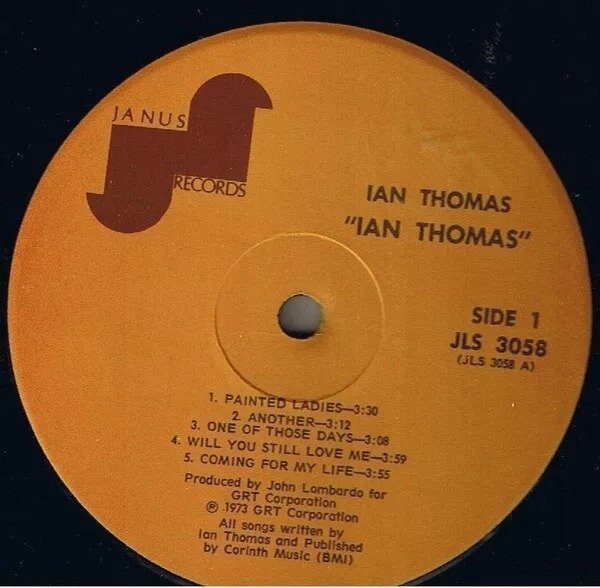 JANUS
RECORDS
IAN THOMAS
"IAN THOMAS"
SIDE 1
JLS 3058
(JLS 3058 A)
1. PAINTED LADIES—3:30
2. ANOTHER—3:12
3. ONE OF THOSE DAYS—3:08
4. WILL YOU STILL LOVE ME—3:59
5. COMING FOR MY LIFE—3:55
Produced by John Lombardo for
GRT Corporation
℗ 1973 GRT Corporation
All songs written by
Ian Thomas and Published
by Corinth Music (BMI)